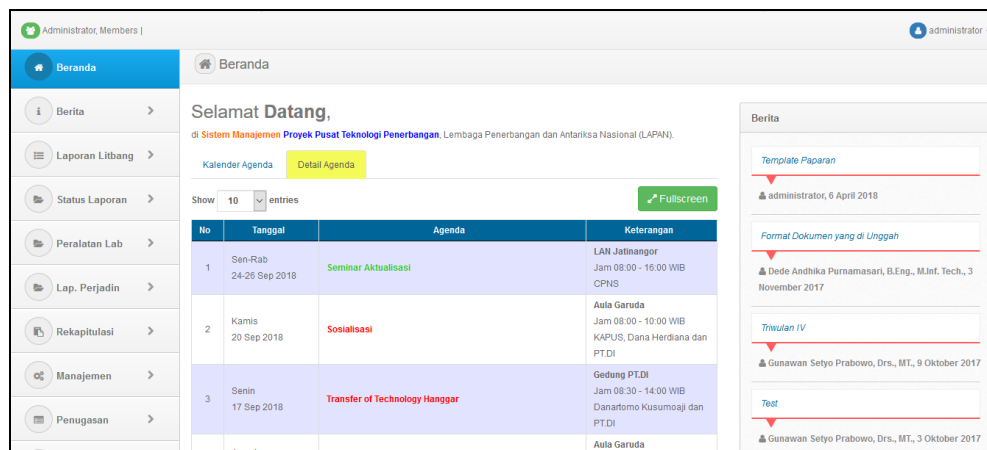 Administrator, Members |
administrator
Beranda
Berita
Laporan Litbang
Status Laporan
Peralatan Lab
Lap. Perjadin
Rekapitulasi
Manajemen
Penugasan
Beranda
Selamat Datang,
di Sistem Manajemen Proyek Pusat Teknologi Penerbangan, Lembaga Penerbangan dan Antariksa Nasional (LAPAN).
Kalender Agenda
Detail Agenda
Show 10 entries
Fullscreen
No Tanggal Agenda Keterangan
1
Sen-Rab
24-26 Sep 2018
Seminar Aktualisasi
LAN Jatinangor
Jam 08:00 - 16:00 WIB
CPNS
2
Kamis
20 Sep 2018
Sosialisasi
Aula Garuda
Jam 08:00 - 10:00 WIB
KAPUS, Dana Herdiana dan
PT.DI
3
Senin
17 Sep 2018
Transfer of Technology Hanggar
Gedung PT.DI
Jam 08:30 - 14:00 WIB
Danartomo Kusumoaji dan
PT.DI
Aula Garuda
Berita
Template Paparan
administrator, 6 April 2018
Format Dokumen yang di Unggah
Dede Andhika Purnamasari, B.Eng., M.Inf. Tech., 3
November 2017
Triwulan IV
Gunawan Setyo Prabowo, Drs., MT., 9 Oktober 2017
Test
Gunawan Setyo Prabowo, Drs., MT., 3 Oktober 2017